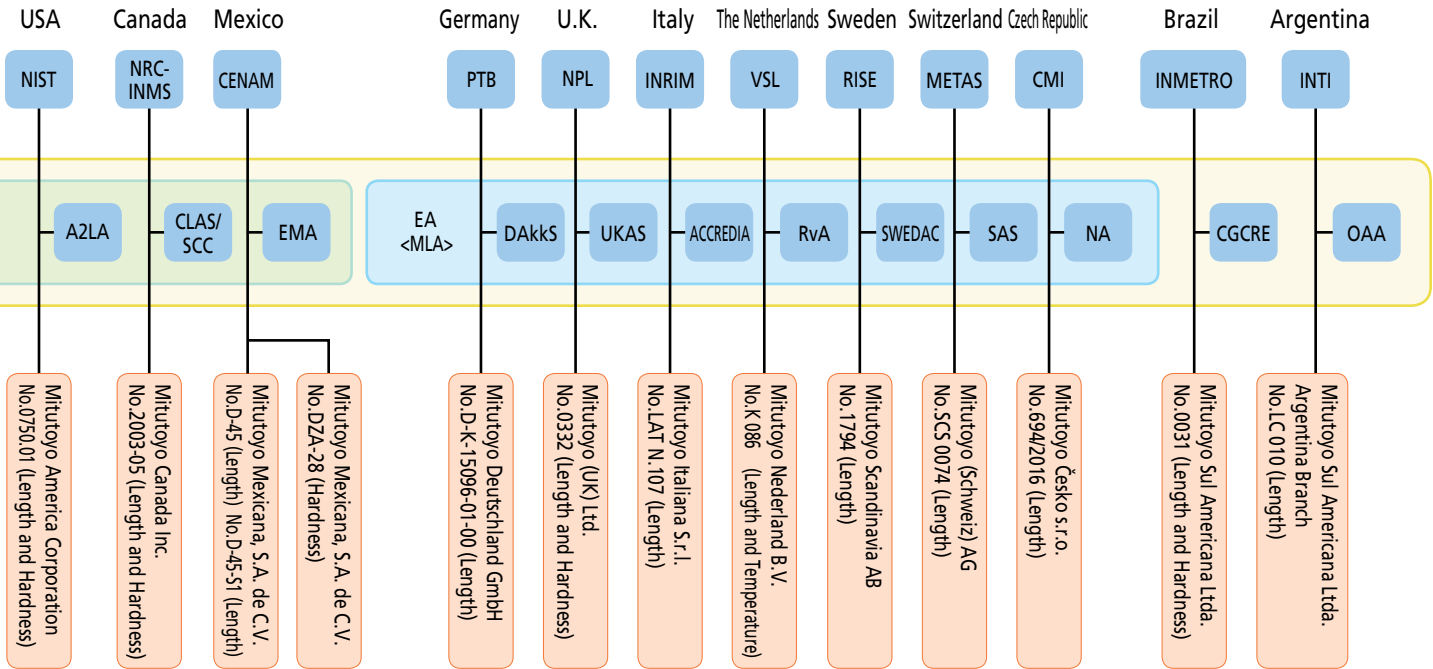 USA
Canada
Mexico
Germany
U.K.
Italy
The Netherlands
Sweden
Switzerland
Czech Republic
Brazil
Argentina
NIST
NRC-
INMS
CENAM
PTB
NPL
INRIM
VSL
RISE
METAS
CMI
INMETRO
INTI
A2LA
CLAS/
SCC
EMA
EA
<MLA>
DAkkS
UKAS
ACCREDIA
RvA
SWEDAC
SAS
NA
CGCRE
OAA
Mitutoyo America Corporation
No.0750.01 (Length and Hardness)
Mitutoyo Canada Inc.
No.2003-05 (Length and Hardness)
Mitutoyo Mexicana, S.A. de C.V.
No.D-45 (Length) No.D-45-S1 (Length)
Mitutoyo Mexicana, S.A. de C.V.
No.DZA-28 (Hardness)
Mitutoyo Deutschland GmbH
No.D-K-15096-01-00 (Length)
Mitutoyo (UK) Ltd.
No.0332 (Length and Hardness)
Mitutoyo Italiana S.r.l.
No.LAT N.107 (Length)
Mitutoyo Nederland B.V.
No.K 086 (Length and Temperature)
Mitutoyo Scandinavia AB
No.1794 (Length)
Mitutoyo (Schweiz) AG
No.SCS 0074 (Length)
Mitutoyo Česko s.r.o.
No.694/2016 (Length)
Mitutoyo Sul Americana Ltda.
No.0031 (Length and Hardness)
Mitutoyo Sul Americana Ltda.
Argentina Branch
No.LC 010 (Length)